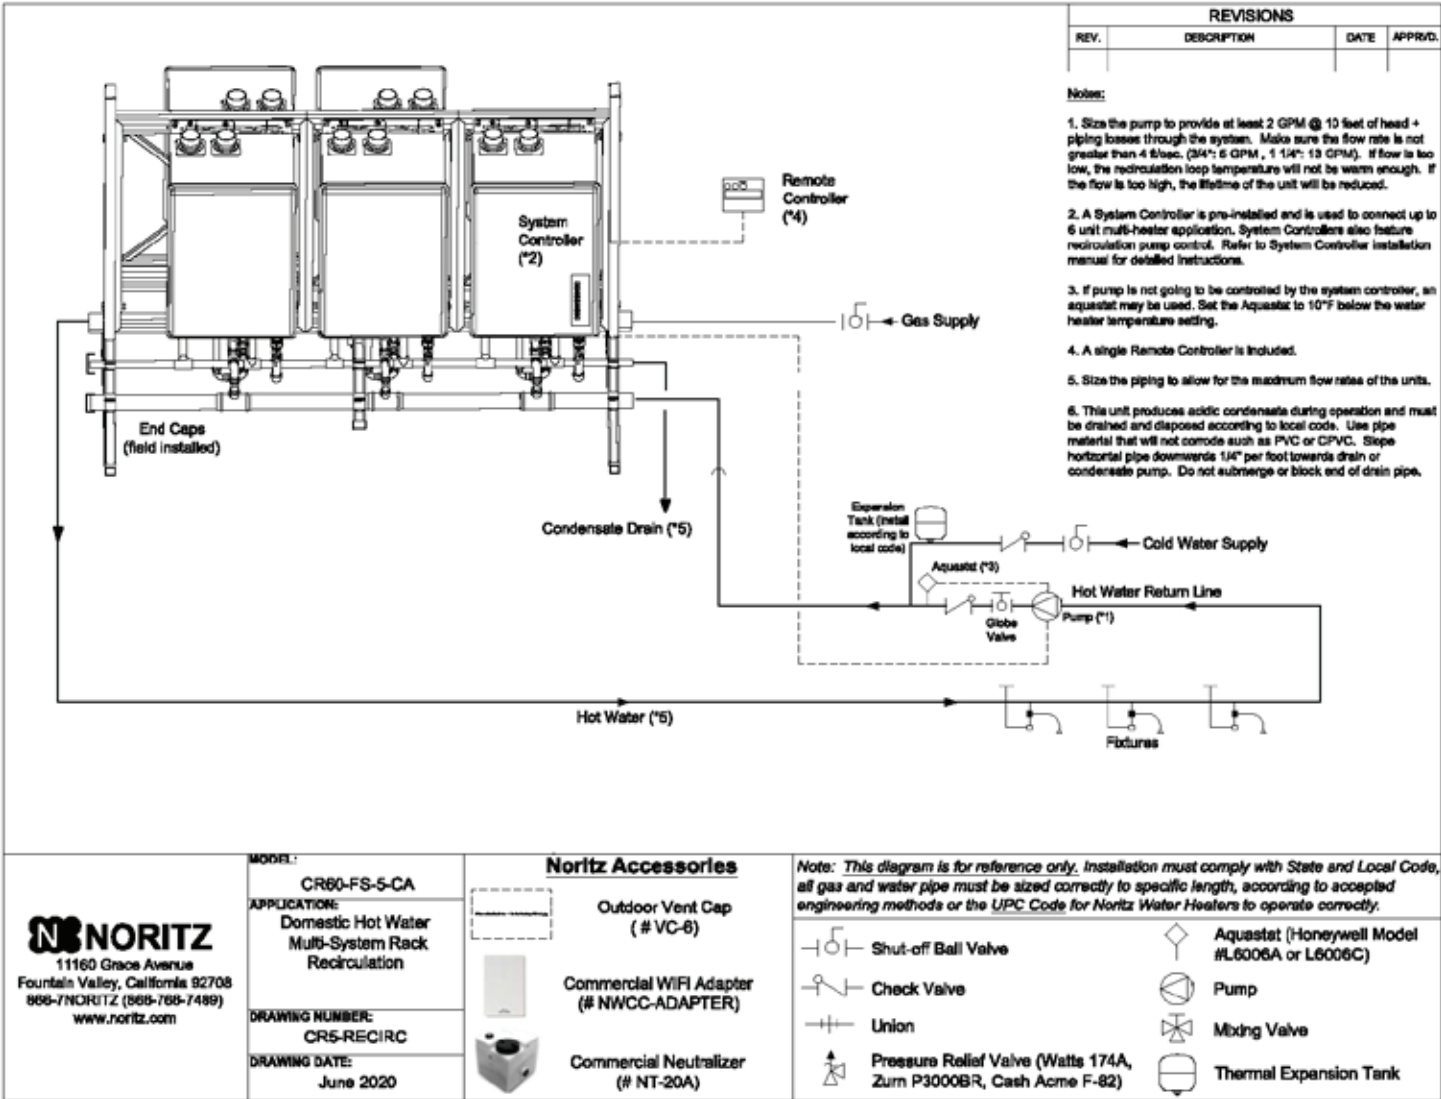 REVISIONS
REV. DESCRIPTION DATE APPRVD.
Notes:
1. Size the pump to provide at least 2 GPM @ 10 feet of head +
piping losses through the system. Make sure the flow rate is not
greater than 4 ft/sec. (3/4": 6 GPM , 1 1/4": 13 GPM). If flow is too
low, the recirculation loop temperature will not be warm enough. If
the flow is too high, the lifetime of the unit will be reduced.
2. A System Controller is pre-installed and is used to connect up to
6 unit multi-heater application. System Controllers also feature
recirculation pump control. Refer to System Controller installation
manual for detailed instructions.
3. If pump is not going to be controlled by the system controller, an
aquastat may be used. Set the Aquastat to 10°F below the water
heater temperature setting.
4. A single Remote Controller is included.
5. Size the piping to allow for the maximum flow rates of the units.
6. This unit produces acidic condensate during operation and must
be drained and disposed according to local code. Use pipe
material that will not corrode such as PVC or CPVC. Slope
horizontal pipe downwards 1/4" per foot towards drain or
condensate pump. Do not submerge or block end of drain pipe.
Remote
Controller
(*4)
System
Controller
(*2)
Gas Supply
End Caps
(field installed)
Condensate Drain (*5)
Expansion
Tank (install
according to
local code)
Cold Water Supply
Aquastat (*3)
Hot Water Return Line
Globe
Valve
Pump (*1)
Hot Water (*5)
Fixtures
N NORITZ
11160 Grace Avenue
Fountain Valley, California 92708
866-7NORITZ (866-766-7489)
www.noritz.com
MODEL:
CR60-FS-5-CA
APPLICATION:
Domestic Hot Water
Multi-System Rack
Recirculation
DRAWING NUMBER:
CR5-RECIRC
DRAWING DATE:
June 2020
Noritz Accessories
Outdoor Vent Cap
( # VC-6)
Commercial WIFI Adapter
(# NWCC-ADAPTER)
Commercial Neutralizer
(# NT-20A)
Note: This diagram is for reference only. Installation must comply with State and Local Code,
all gas and water pipe must be sized correctly to specific length, according to accepted
engineering methods or the UPC Code for Noritz Water Heaters to operate correctly.
Shut-off Ball Valve
Check Valve
Union
Pressure Relief Valve (Watts 174A,
Zurn P3000BR, Cash Acme F-82)
Aquastat (Honeywell Model
#L6006A or L6006C)
Pump
Mixing Valve
Thermal Expansion Tank